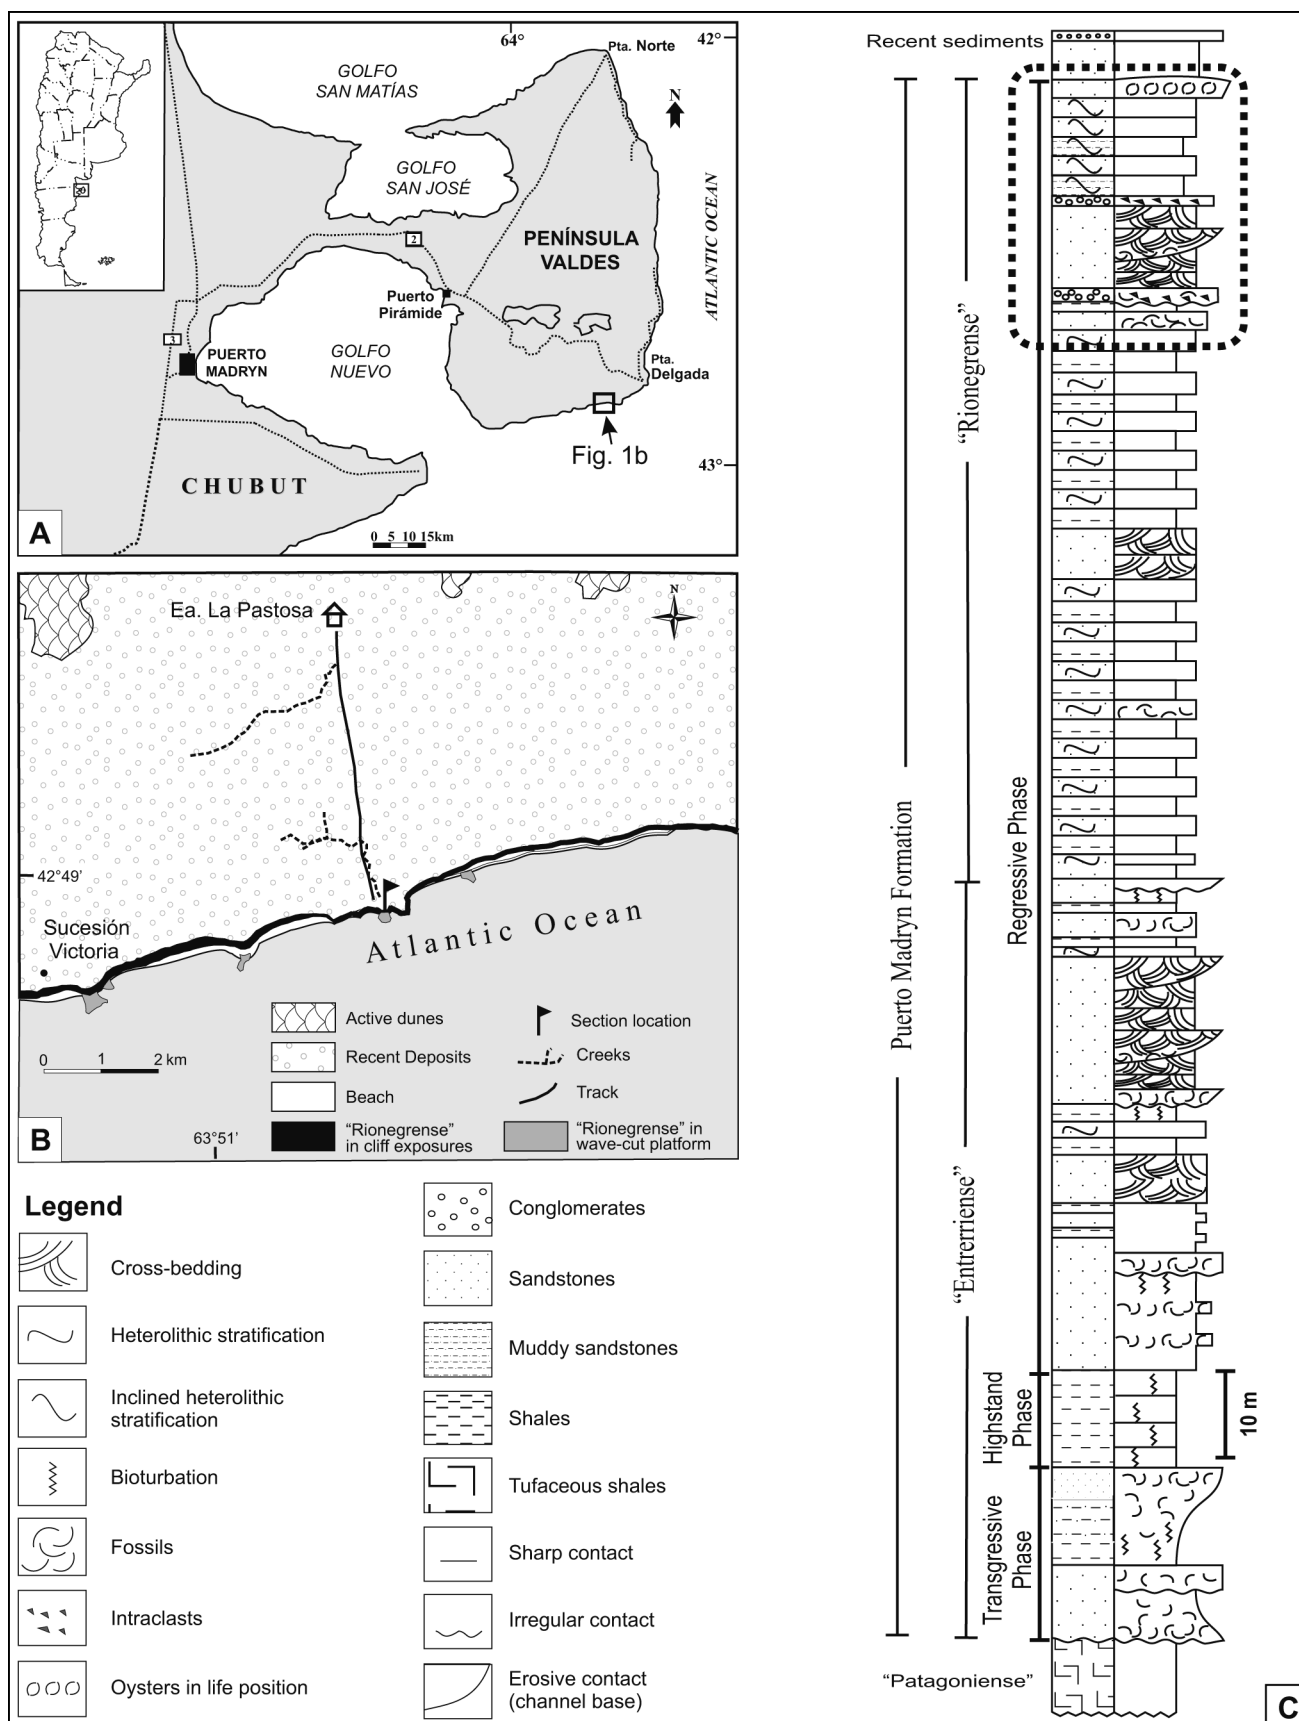 64°
42°
Pta. Norte
GOLFO
SAN MATÍAS
N
GOLFO
SAN JOSÉ
ATLANTIC OCEAN
2
PENÍNSULA
VALDES
Puerto
Pirámide
3
PUERTO
MADRYN
GOLFO
NUEVO
Pta.
Delgada
Fig. 1b
43°
CHUBUT
0 5 10 15km
A
Ea. La Pastosa
N
42°49'
Sucesión
Victoria
Atlantic Ocean
0 1 2 km
63°51'
Active dunes
Recent Deposits
Beach
“Rionegrense”
in cliff exposures
Section location
Creeks
Track
“Rionegrense” in
wave-cut platform
B
Legend
Cross-bedding
Heterolithic stratification
Inclined heterolithic
stratification
Bioturbation
Fossils
Intraclasts
Oysters in life position
Conglomerates
Sandstones
Muddy sandstones
Shales
Tufaceous shales
Sharp contact
Irregular contact
Erosive contact
(channel base)
Recent sediments
Puerto Madryn Formation
“Rionegrense”
“Entrerriense”
Regressive Phase
Highstand
Phase
Transgressive
Phase
10 m
“Patagoniense”
C